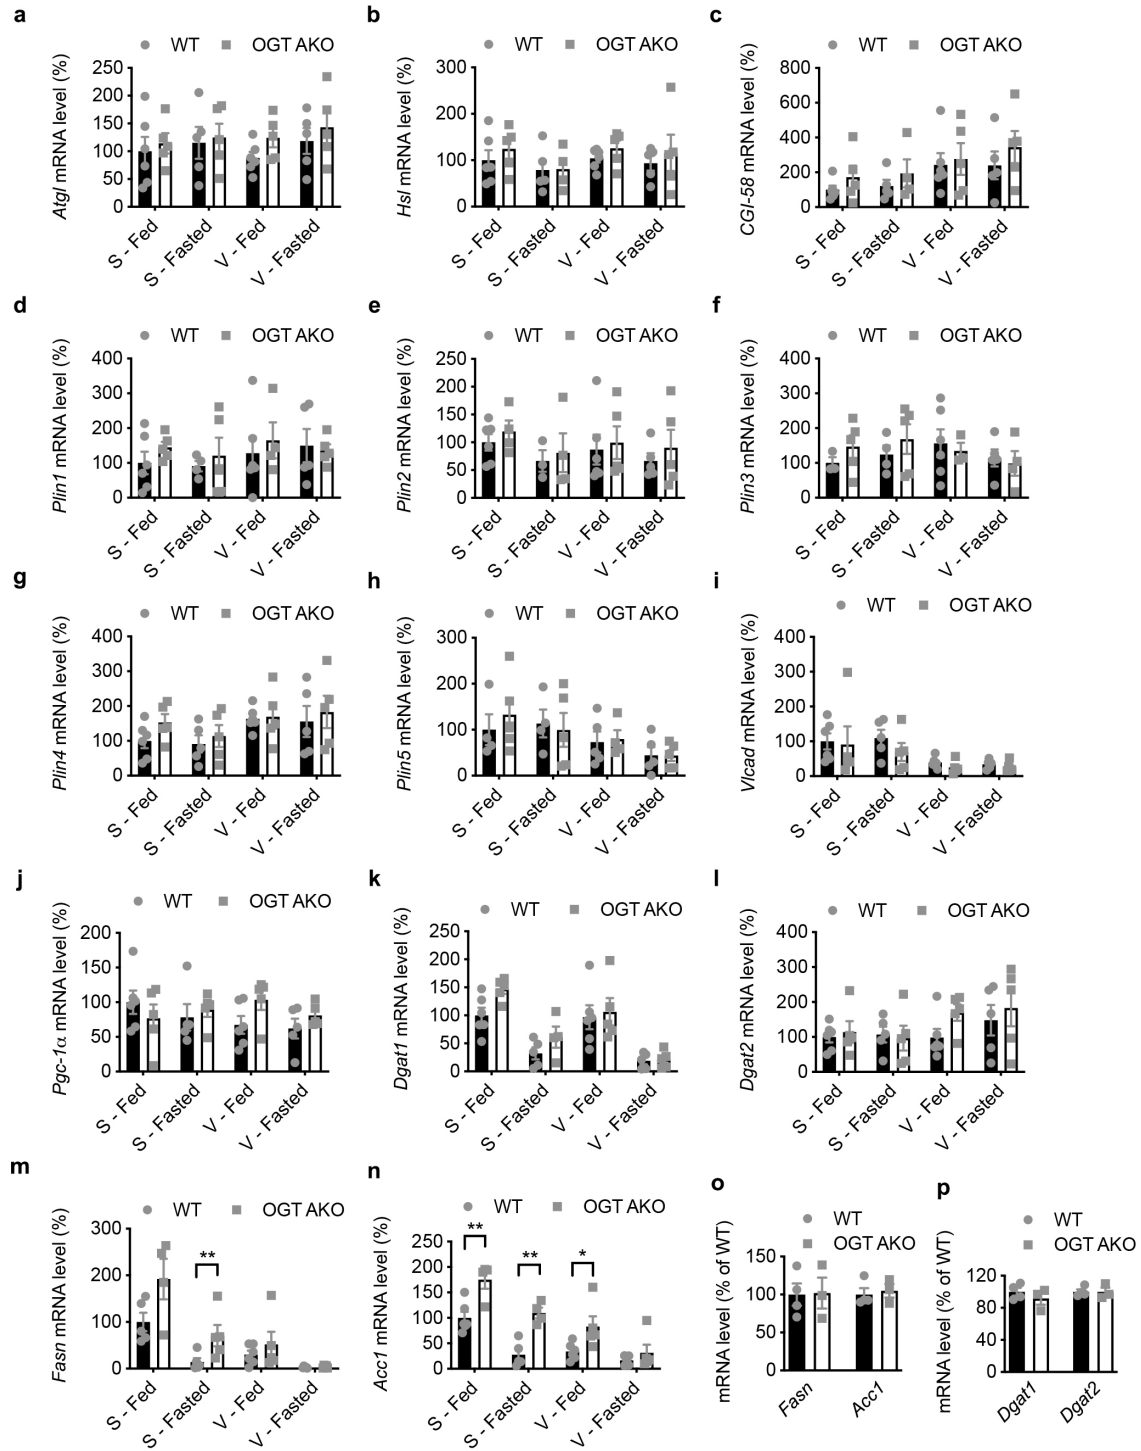 a
WT OGT AKO
Atgl mRNA level (%)
250
200
150
100
50
0
S - Fed
S - Fasted
V - Fed
V - Fasted
b
WT OGT AKO
Hsl mRNA level (%)
300
200
100
0
S - Fed
S - Fasted
V - Fed
V - Fasted
c
WT OGT AKO
CGI-58 mRNA level (%)
800
600
400
200
0
S - Fed
S - Fasted
V - Fed
V - Fasted
d
WT OGT AKO
Plin1 mRNA level (%)
400
300
200
100
0
S - Fed
S - Fasted
V - Fed
V - Fasted
e
WT OGT AKO
Plin2 mRNA level (%)
250
200
150
100
50
0
S - Fed
S - Fasted
V - Fed
V - Fasted
f
WT OGT AKO
Plin3 mRNA level (%)
400
300
200
100
0
S - Fed
S - Fasted
V - Fed
V - Fasted
g
WT OGT AKO
Plin4 mRNA level (%)
400
300
200
100
0
S - Fed
S - Fasted
V - Fed
V - Fasted
h
WT OGT AKO
Plin5 mRNA level (%)
300
200
100
0
S - Fed
S - Fasted
V - Fed
V - Fasted
i
WT OGT AKO
Vlcad mRNA level (%)
400
300
200
100
0
S - Fed
S - Fasted
V - Fed
V - Fasted
j
WT OGT AKO
Pgc-1α mRNA level (%)
200
150
100
50
0
S - Fed
S - Fasted
V - Fed
V - Fasted
k
WT OGT AKO
Dgat1 mRNA level (%)
250
200
150
100
50
0
S - Fed
S - Fasted
V - Fed
V - Fasted
l
WT OGT AKO
Dgat2 mRNA level (%)
400
300
200
100
0
S - Fed
S - Fasted
V - Fed
V - Fasted
m
WT OGT AKO
Fasn mRNA level (%)
300
200
100
0
**
S - Fed
S - Fasted
V - Fed
V - Fasted
n
WT OGT AKO
Acc1 mRNA level (%)
250
200
150
100
50
0
**
**
*
S - Fed
S - Fasted
V - Fed
V - Fasted
o
WT
OGT AKO
mRNA level (% of WT)
150
100
50
0
Fasn
Acc1
p
WT
OGT AKO
mRNA level (% of WT)
120
80
40
0
Dgat1
Dgat2